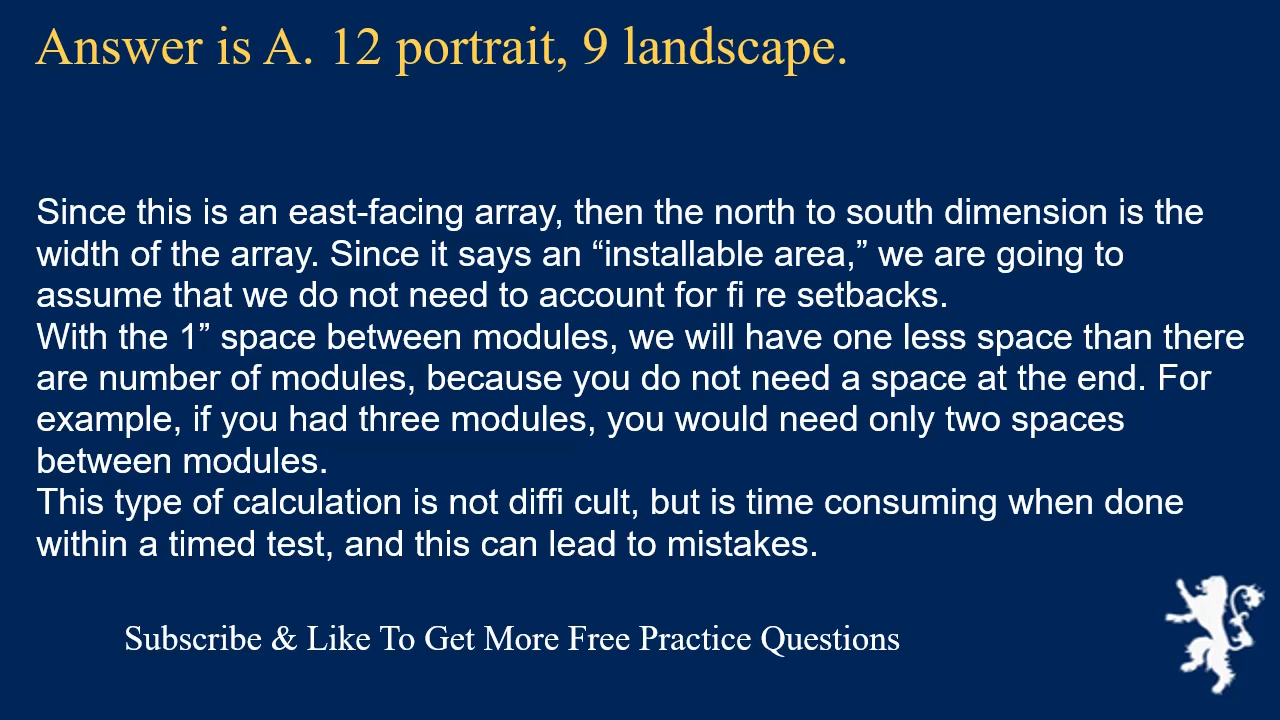 Answer is A. 12 portrait, 9 landscape.
Since this is an east-facing array, then the north to south dimension is the
width of the array. Since it says an “installable area,” we are going to
assume that we do not need to account for fi re setbacks.
With the 1” space between modules, we will have one less space than there
are number of modules, because you do not need a space at the end. For
example, if you had three modules, you would need only two spaces
between modules.
This type of calculation is not diffi cult, but is time consuming when done
within a timed test, and this can lead to mistakes.
Subscribe & Like To Get More Free Practice Questions